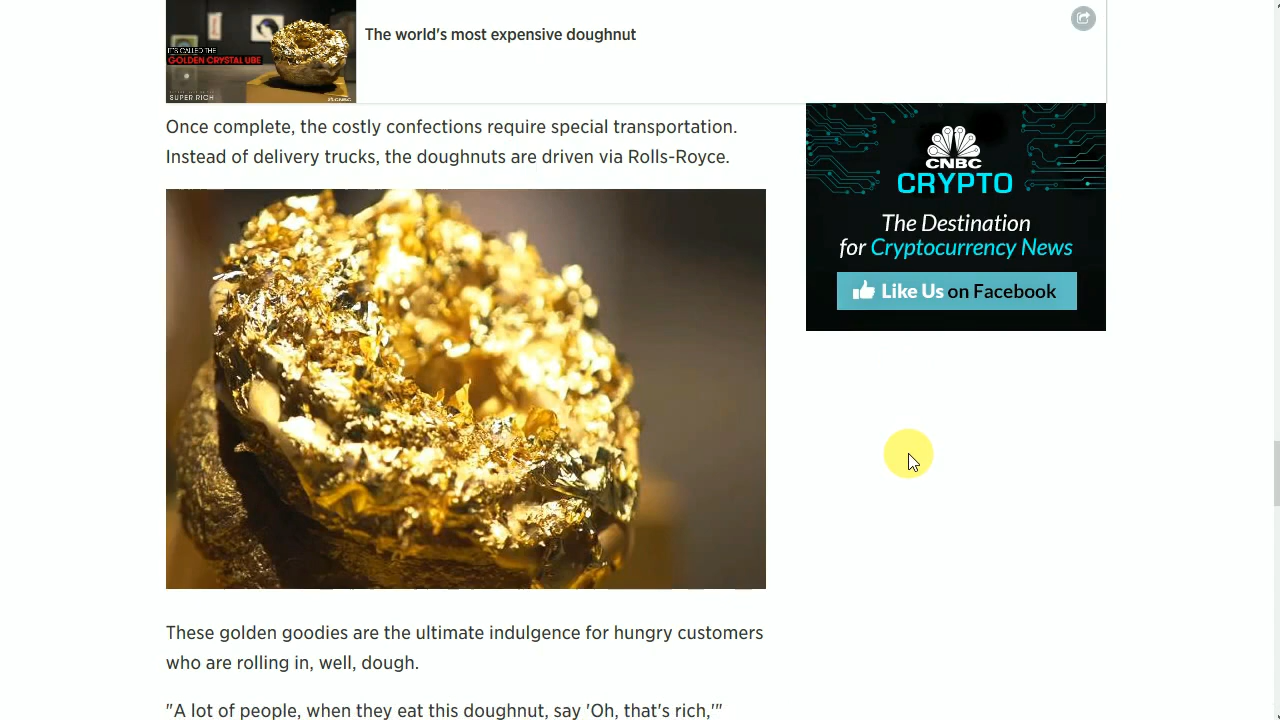 The world's most expensive doughnut
IT'S CALLED THE
GOLDEN CRYSTAL UBE
SUPER RICH
CNBC
Once complete, the costly confections require special transportation.
Instead of delivery trucks, the doughnuts are driven via Rolls-Royce.
CNBC
CRYPTO
The Destination
for Cryptocurrency News
Like Us on Facebook
These golden goodies are the ultimate indulgence for hungry customers
who are rolling in, well, dough.
"A lot of people, when they eat this doughnut, say 'Oh, that's rich,'"